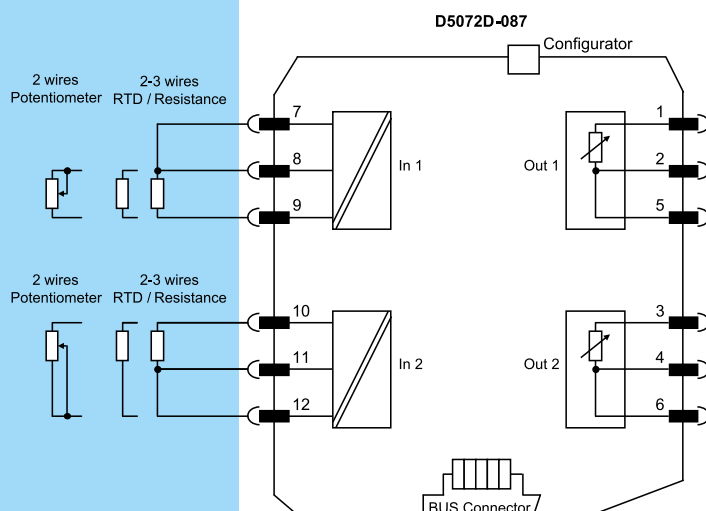 D5072D-087
Configurator
2 wires
Potentiometer
2-3 wires
RTD / Resistance
7
8
9
In 1
Out 1
1
2
5
2 wires
Potentiometer
2-3 wires
RTD / Resistance
10
11
12
In 2
Out 2
3
4
6
BUS Connector